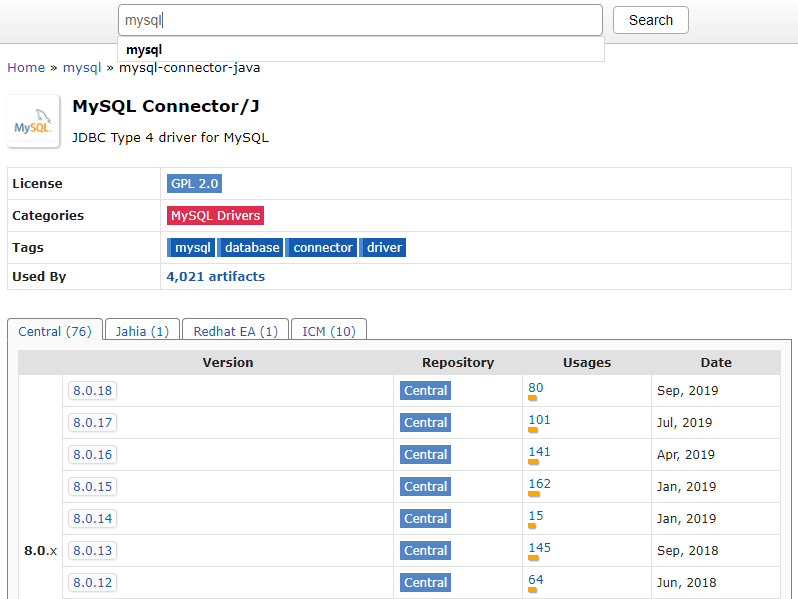 mysql Search
mysql
Home » mysql » mysql-connector-java
MySQL Connector/J
MySQL
JDBC Type 4 driver for MySQL
License GPL 2.0
Categories MySQL Drivers
Tags mysql database connector driver
Used By 4,021 artifacts
Central (76) Jahia (1) Redhat EA (1) ICM (10)
Version Repository Usages Date
8.0.18 Central 80 Sep, 2019
8.0.17 Central 101 Jul, 2019
8.0.16 Central 141 Apr, 2019
8.0.15 Central 162 Jan, 2019
8.0.14 Central 15 Jan, 2019
8.0.x 8.0.13 Central 145 Sep, 2018
8.0.12 Central 64 Jun, 2018